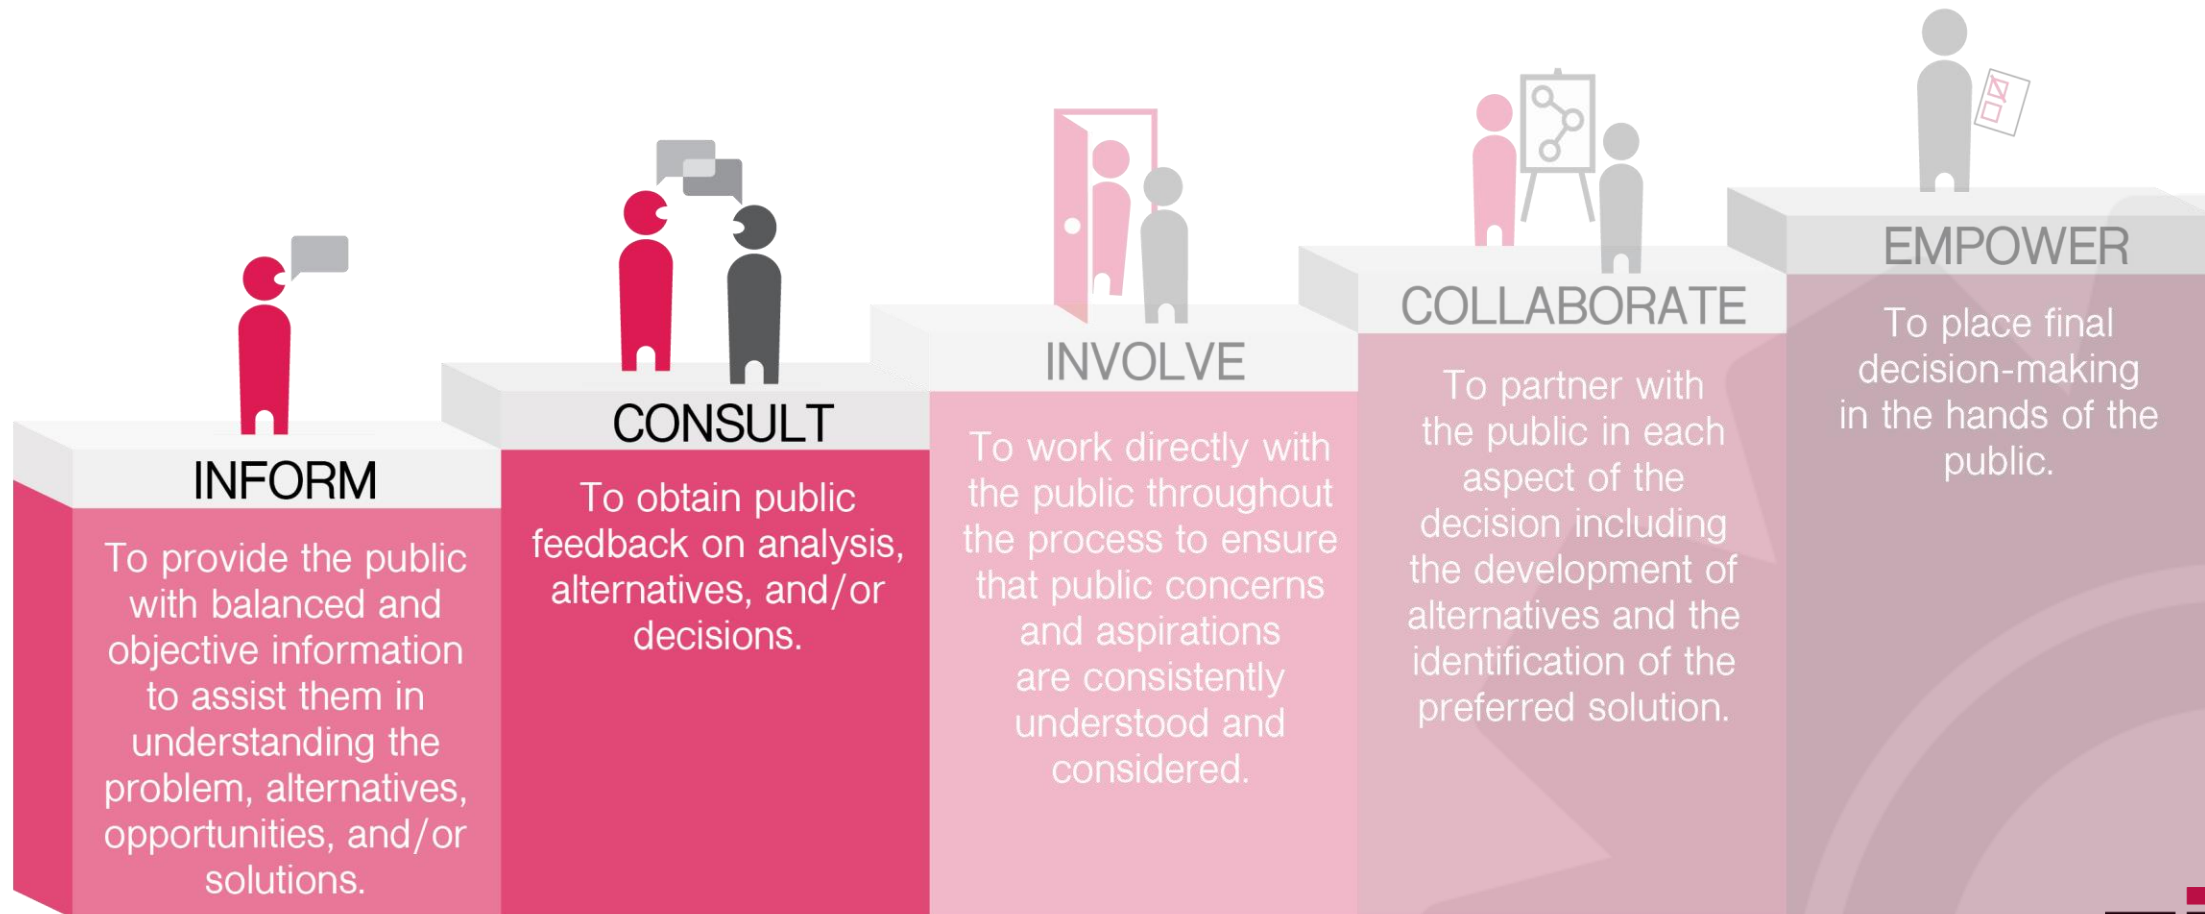 INFORM
To provide the public
with balanced and
objective information
to assist them in
understanding the
problem, alternatives,
opportunities, and/or
solutions.
CONSULT
To obtain public
feedback on analysis,
alternatives, and/or
decisions.
INVOLVE
To work directly with
the public throughout
the process to ensure
that public concerns
and aspirations
are consistently
understood and
considered.
COLLABORATE
To partner with
the public in each
aspect of the
decision including
the development of
alternatives and the
identification of the
preferred solution.
EMPOWER
To place final
decision-making
in the hands of the
public.